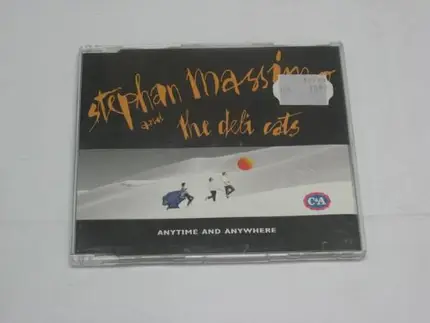 stephan massimo
and the deli cats
C&A
ANYTIME AND ANYWHERE